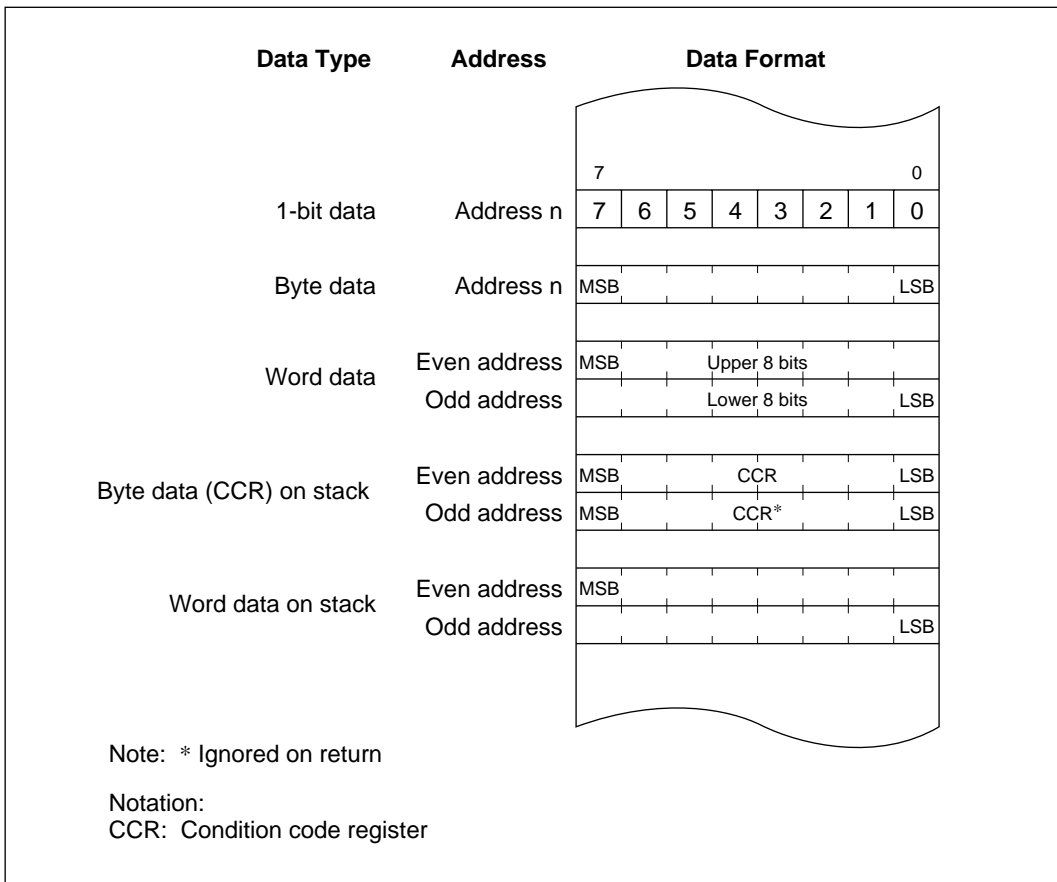 Data Type Address Data Format
7 0
1-bit data Address n 7 6 5 4 3 2 1 0
Byte data Address n MSB LSB
Word data
Even address MSB Upper 8 bits
Odd address Lower 8 bits LSB
Byte data (CCR) on stack
Even address MSB CCR LSB
Odd address MSB CCR* LSB
Word data on stack
Even address MSB
Odd address LSB
Note: * Ignored on return
Notation:
CCR: Condition code register